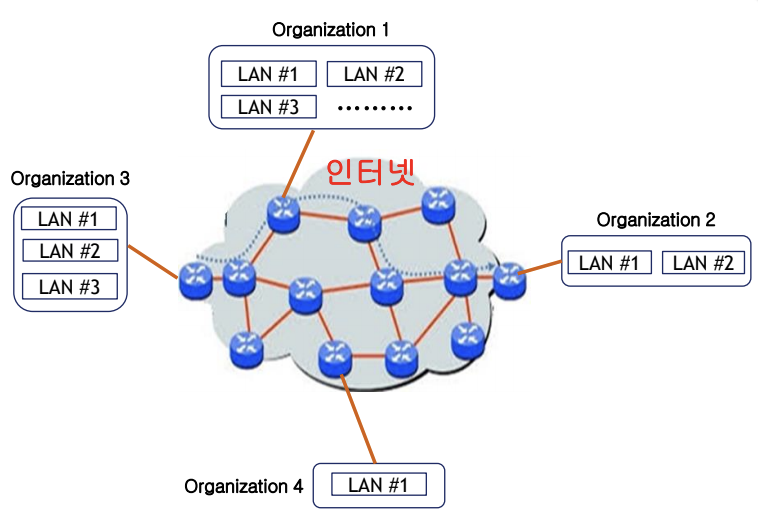 Organization 1
LAN #1 LAN #2
LAN #3 ………
인터넷
Organization 3
LAN #1
LAN #2
LAN #3
Organization 2
LAN #1 LAN #2
Organization 4
LAN #1